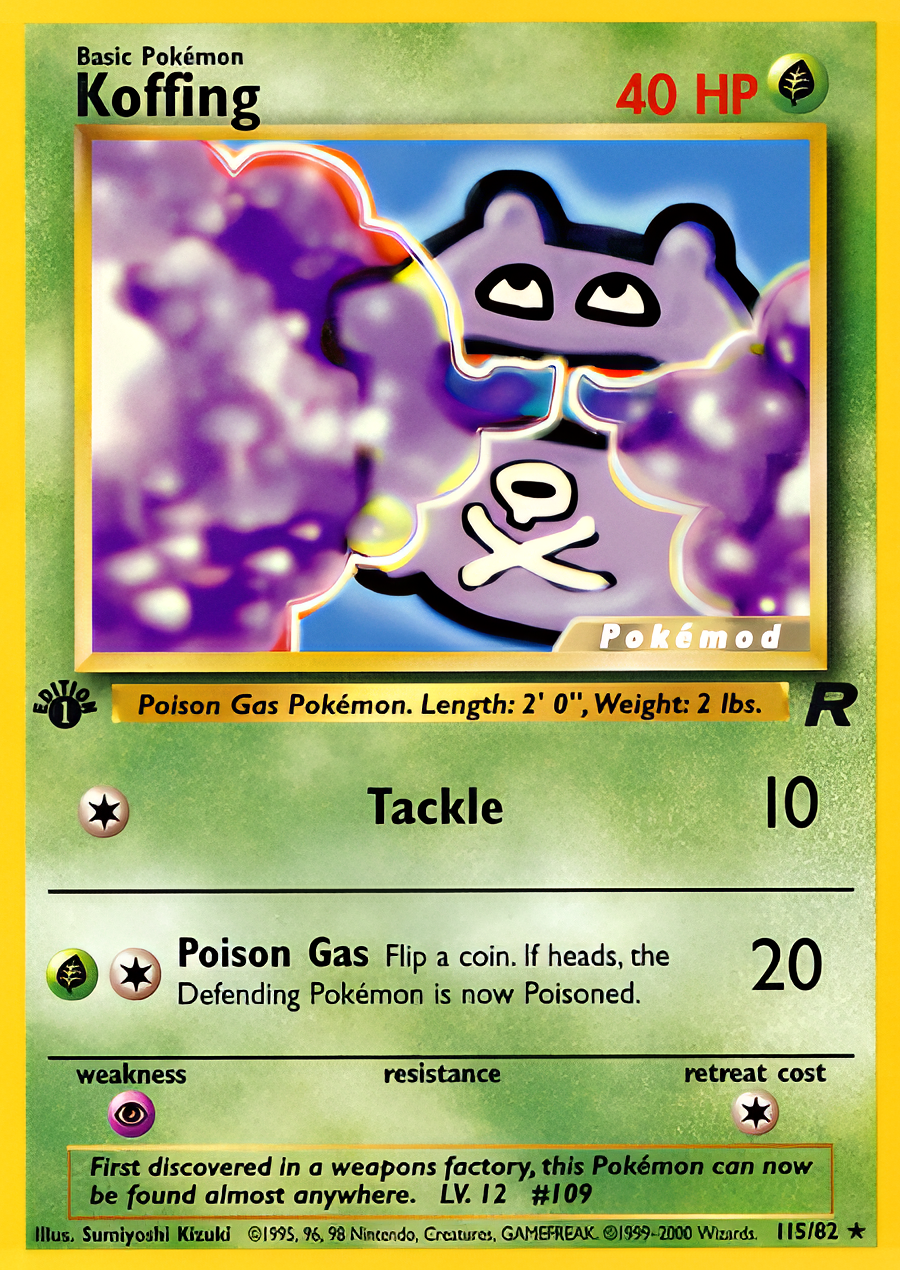 Basic Pokémon
Koffing
40 HP
Pokémod
EDITION
1
Poison Gas Pokémon. Length: 2' 0", Weight: 2 lbs.
R
Tackle 10
Poison Gas Flip a coin. If heads, the
Defending Pokémon is now Poisoned.
20
weakness resistance retreat cost
First discovered in a weapons factory, this Pokémon can now
be found almost anywhere. LV. 12 #109
Illus. Sumiyoshi Kizuki ©1995, 96, 98 Nintendo, Creatures, GAMEFREAK. ©1999-2000 Wizards. 115/82 ★